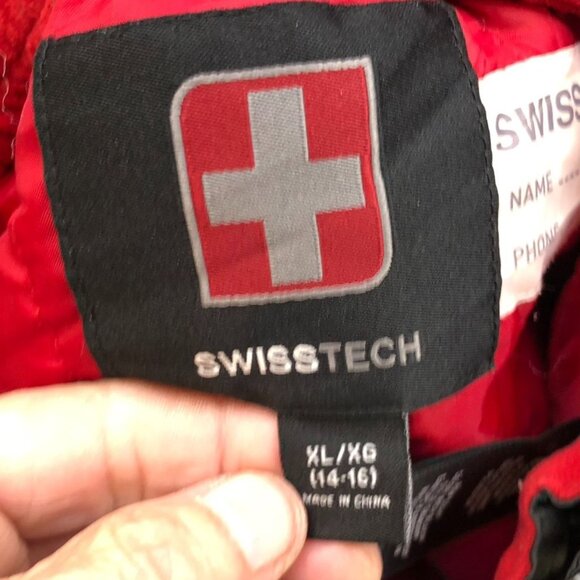 SWISSTECH
XL/XG
(14-16)
MADE IN CHINA
SWISS
NAME ....
PHONE